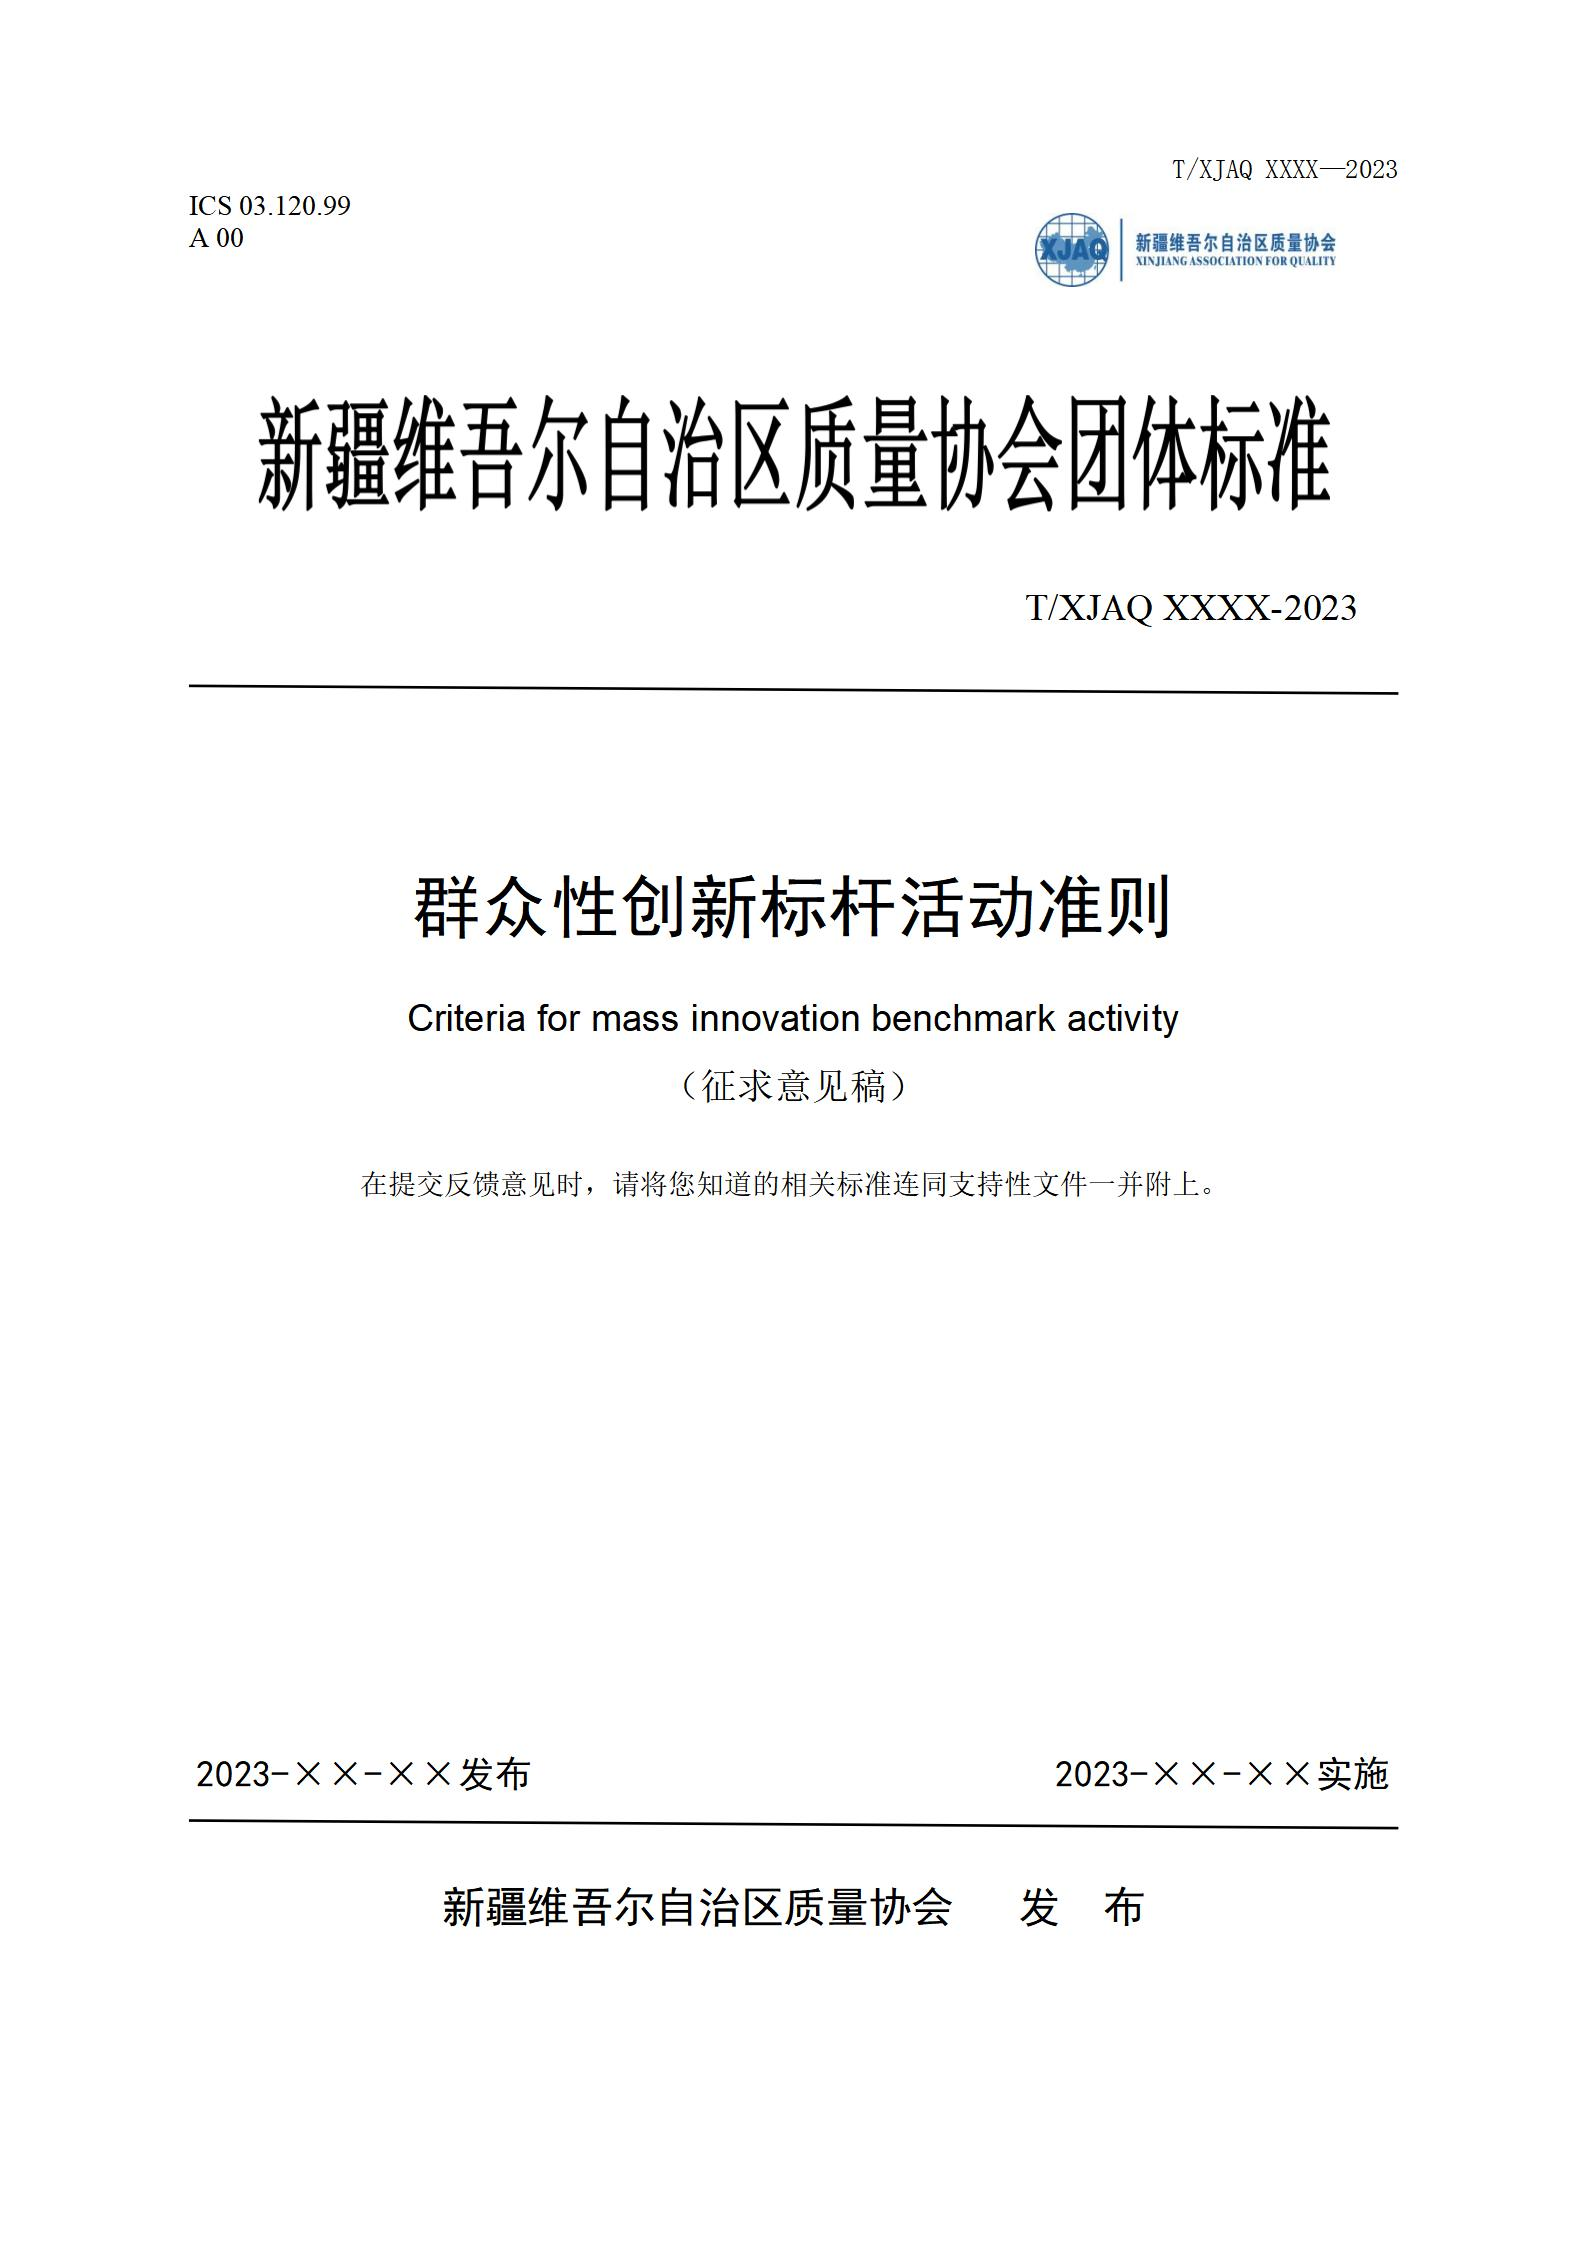 T/XJAQ XXXX—2023
ICS 03.120.99
A 00
XJAQ
新疆维吾尔自治区质量协会
XINJIANG ASSOCIATION FOR QUALITY
新疆维吾尔自治区质量协会团体标准
T/XJAQ XXXX-2023
群众性创新标杆活动准则
Criteria for mass innovation benchmark activity
（征求意见稿）
在提交反馈意见时，请将您知道的相关标准连同支持性文件一并附上。
2023-××-××发布
2023-××-××实施
新疆维吾尔自治区质量协会 发 布